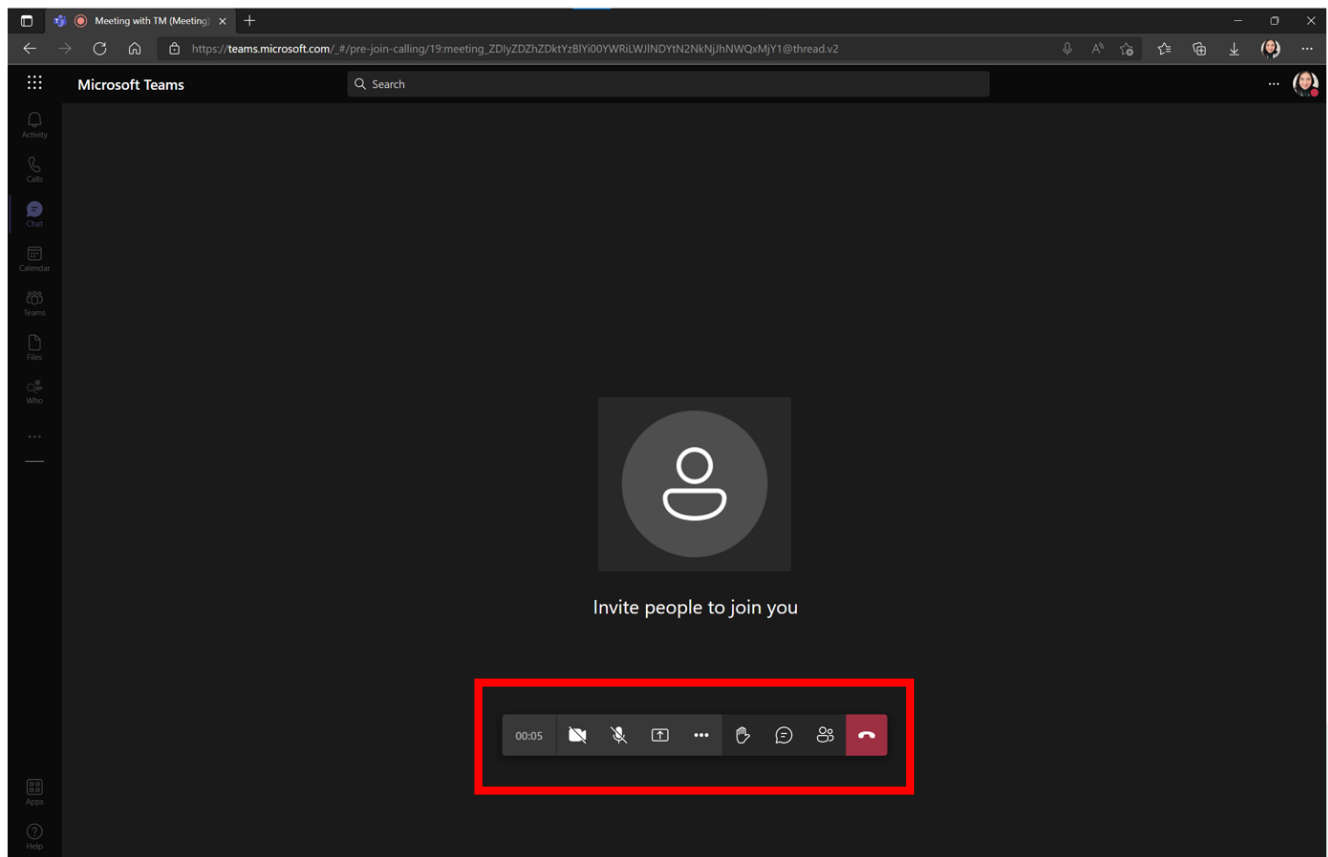 Meeting with TM (Meeting)
https://teams.microsoft.com/_#/pre-join-calling/19:meeting_ZDIyZDZhZDktYzBlYi00YWRiLWJlNDYtN2NkNjJhNWQxMjY1@thread.v2
Microsoft Teams
Search
Activity
Calls
Chat
Calendar
Teams
Files
Who
Invite people to join you
00:05
Apps
Help